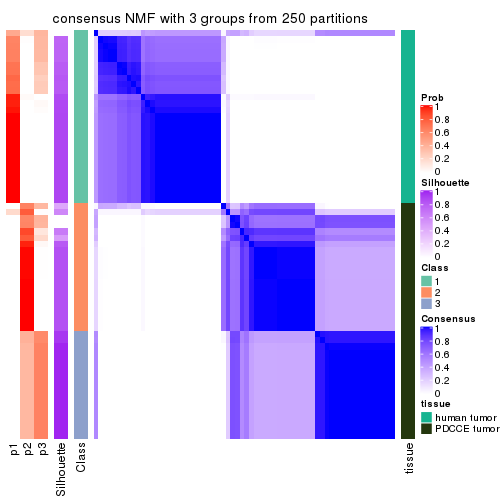 consensus NMF with 3 groups from 250 partitions
Prob
1
0.8
0.6
0.4
0.2
0
Silhouette
1
0.8
0.6
0.4
0.2
0
Class
1
2
3
Consensus
1
0.8
0.6
0.4
0.2
0
tissue
human tumor
PDCCE tumor
p1
p2
p3
Silhouette
Class
tissue